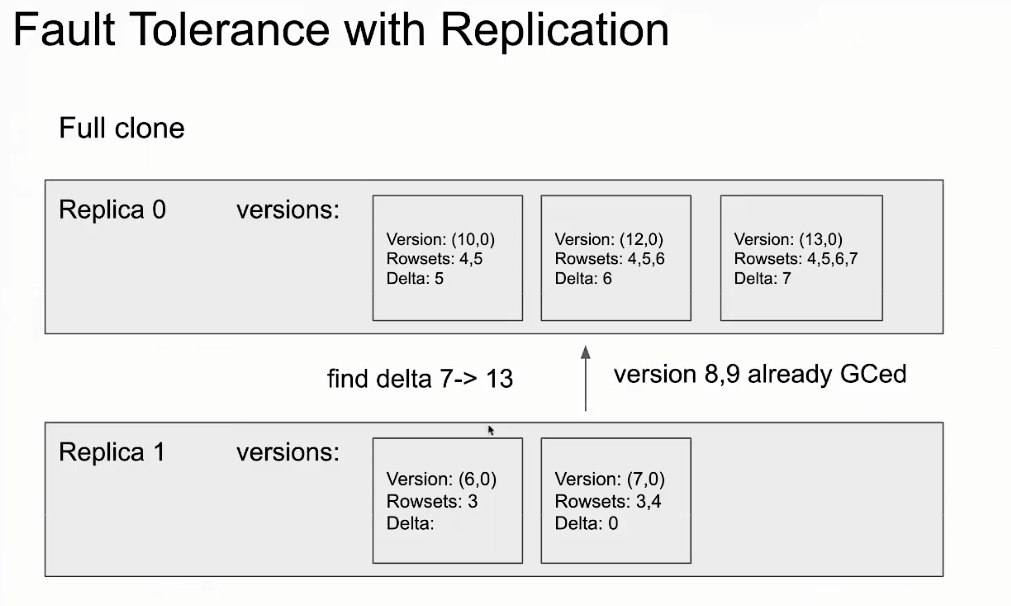 Fault Tolerance with Replication
Full clone
Replica 0 versions:
Version: (10,0)
Rowsets: 4,5
Delta: 5
Version: (12,0)
Rowsets: 4,5,6
Delta: 6
Version: (13,0)
Rowsets: 4,5,6,7
Delta: 7
find delta 7-> 13
version 8,9 already GCed
Replica 1 versions:
Version: (6,0)
Rowsets: 3
Delta:
Version: (7,0)
Rowsets: 3,4
Delta: 0